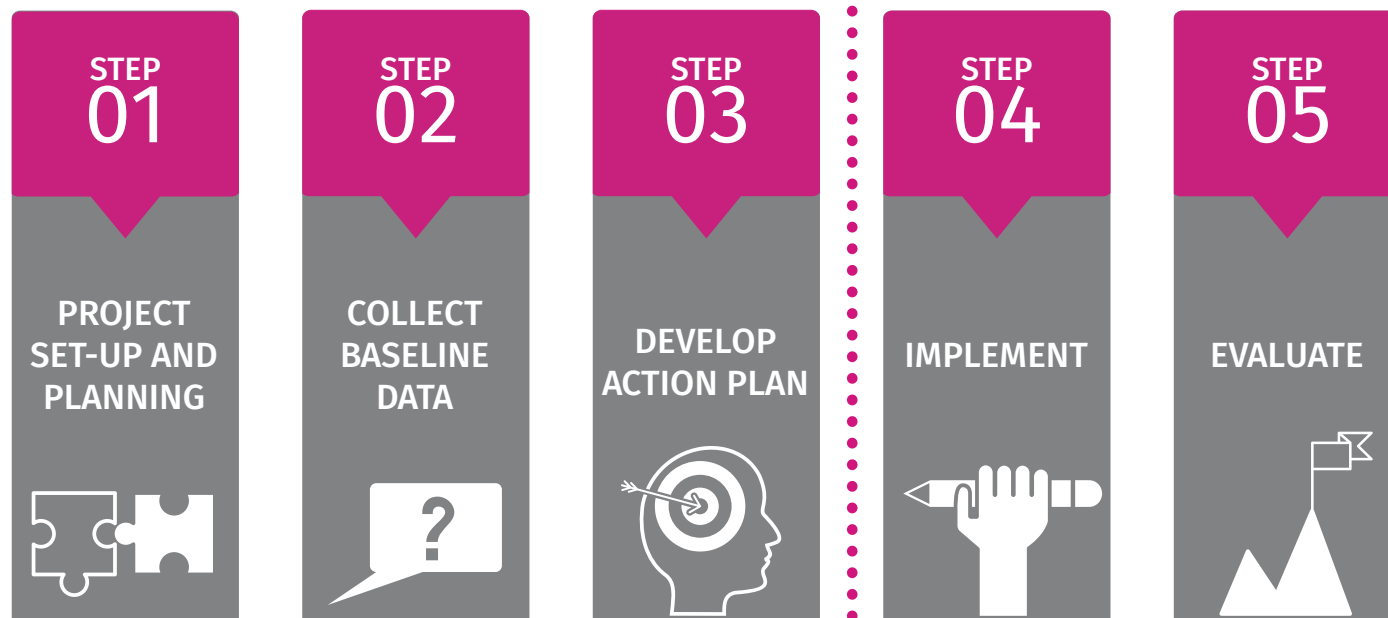 STEP
01
PROJECT
SET-UP AND
PLANNING
STEP
02
COLLECT
BASELINE
DATA
?
STEP
03
DEVELOP
ACTION PLAN
STEP
04
IMPLEMENT
STEP
05
EVALUATE